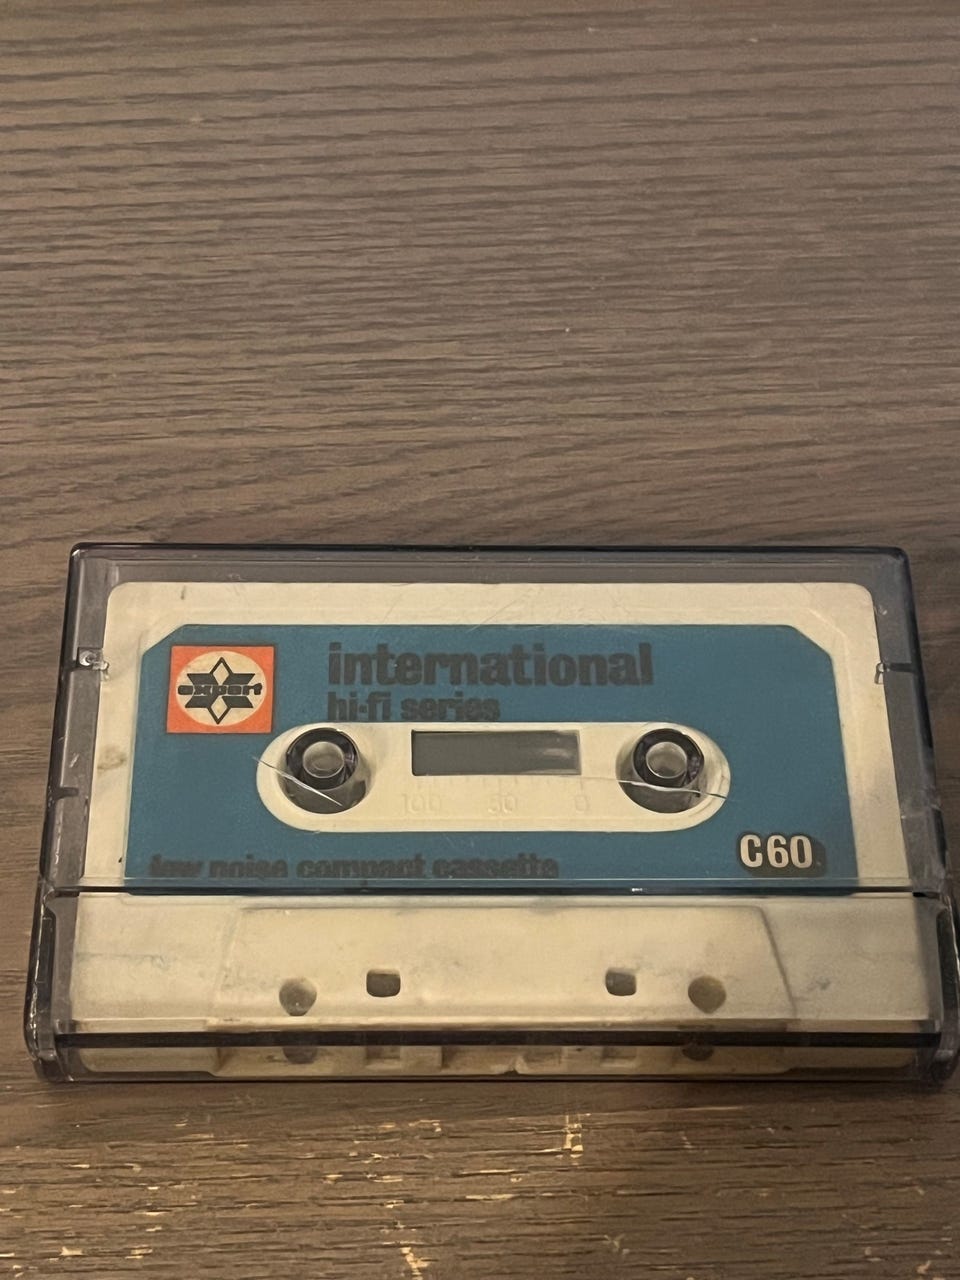 expert
international
hi-fi series
100 50 0
low noise compact cassette
C60